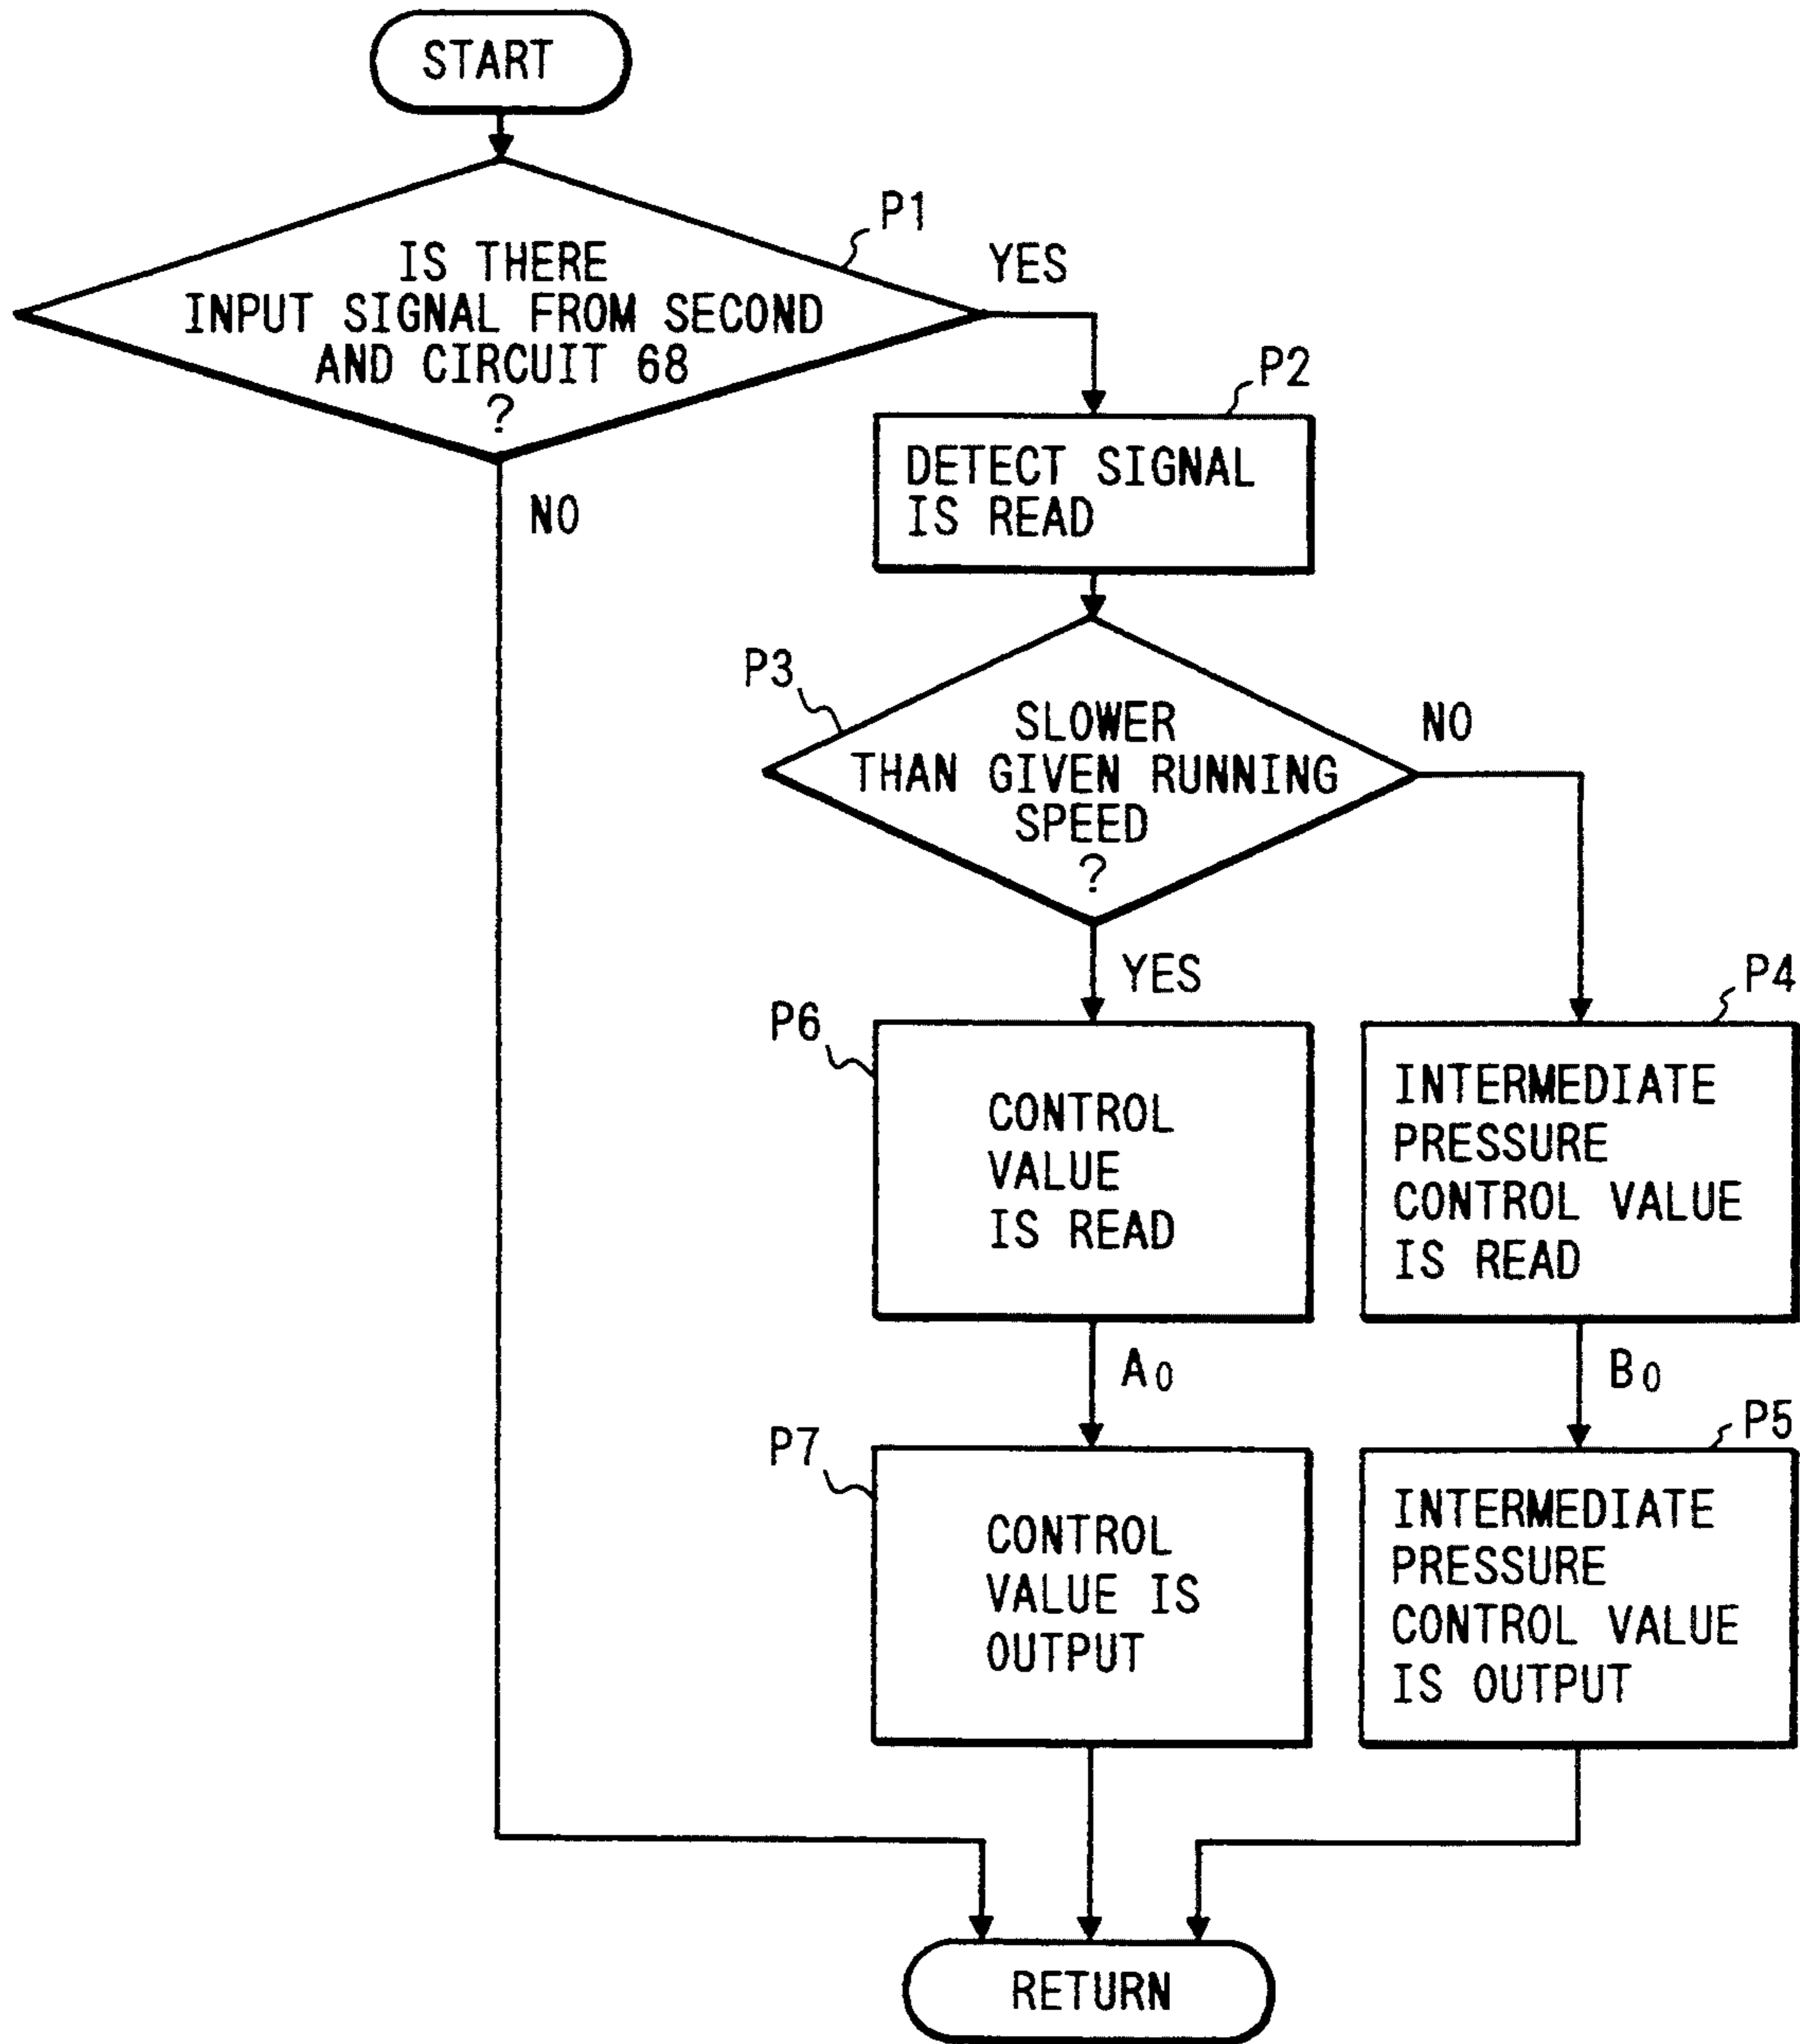 START
P1
IS THERE
INPUT SIGNAL FROM SECOND
AND CIRCUIT 68
?
YES
NO
P2
DETECT SIGNAL
IS READ
P3
SLOWER
THAN GIVEN RUNNING
SPEED
?
NO
YES
P6
CONTROL
VALUE
IS READ
P4
INTERMEDIATE
PRESSURE
CONTROL VALUE
IS READ
A0
B0
P7
CONTROL
VALUE IS
OUTPUT
P5
INTERMEDIATE
PRESSURE
CONTROL VALUE
IS OUTPUT
RETURN